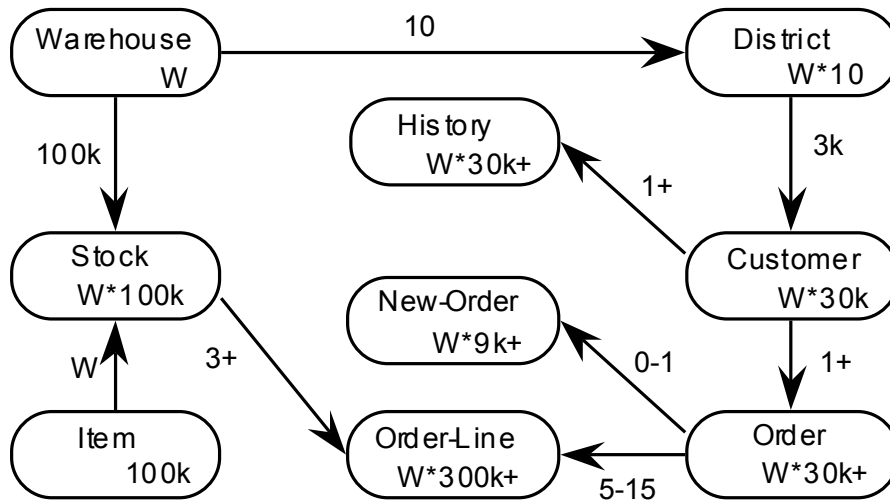 Warehouse
W
10
District
W*10
History
W*30k+
100k
3k
1+
Stock
W*100k
Customer
W*30k
New-Order
W*9k+
3+
0-1
1+
W
Item
100k
Order-Line
W*300k+
5-15
Order
W*30k+